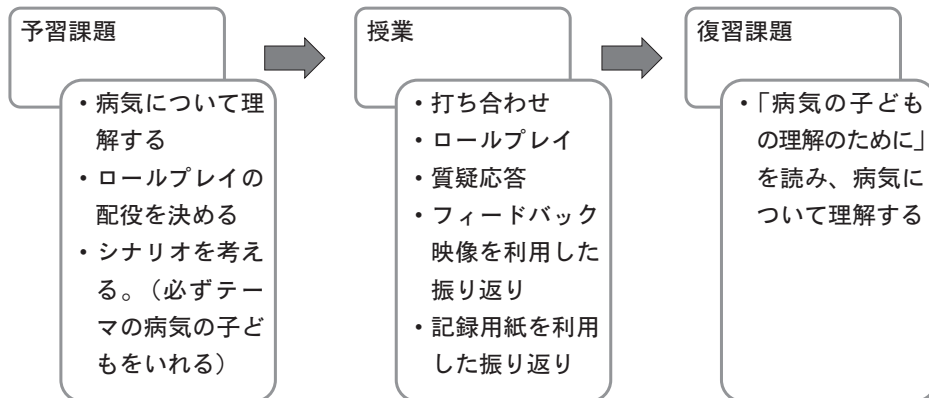 予習課題
・病気について理
解する
・ロールプレイの
配役を決める
・シナリオを考え
る。（必ずテー
マの病気の子ど
もをいれる）
授業
・打ち合わせ
・ロールプレイ
・質疑応答
・フィードバック
映像を利用した
振り返り
・記録用紙を利用
した振り返り
復習課題
・「病気の子ども
の理解のために」
を読み、病気に
ついて理解する